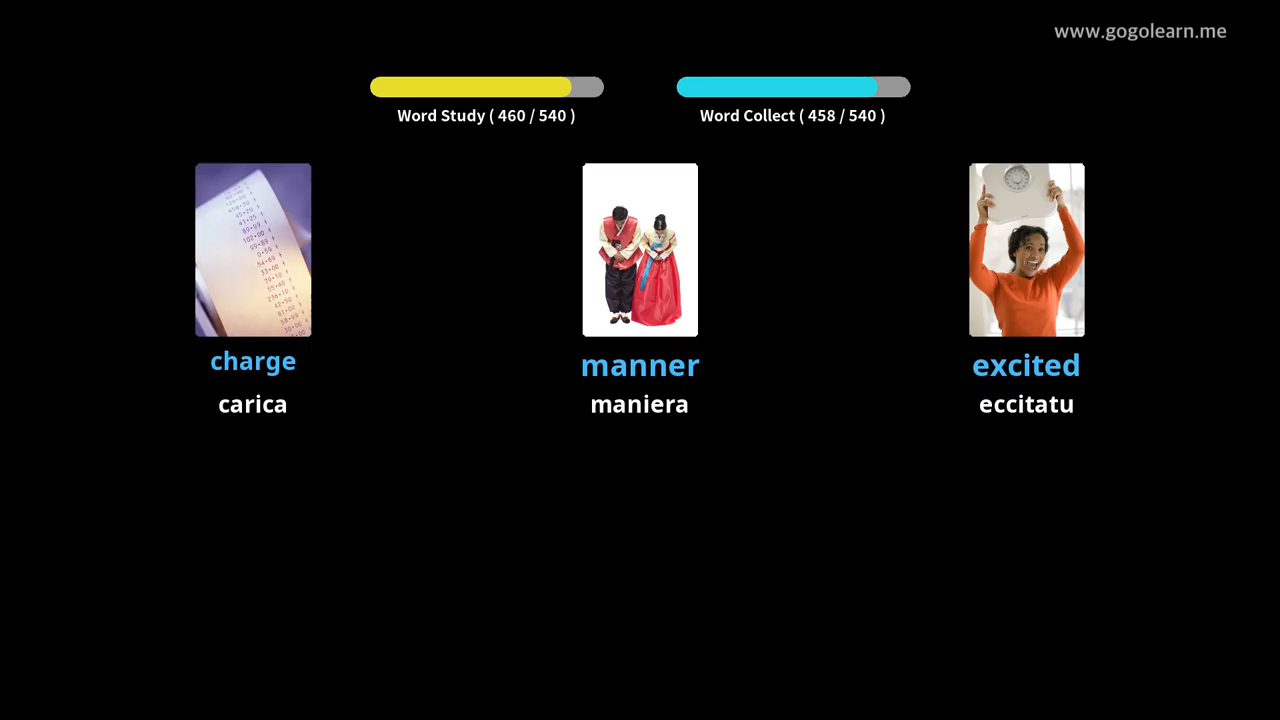 www.gogolearn.me
Word Study ( 460 / 540 )
Word Collect ( 458 / 540 )
charge
manner
excited
carica
maniera
eccitatu